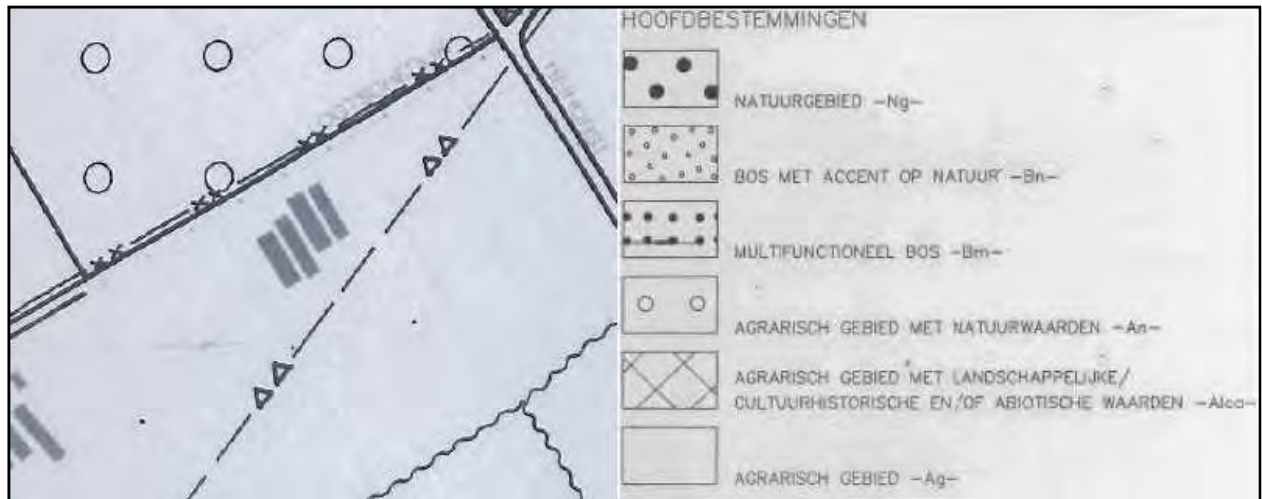 HOOFDBESTEMMINGEN
NATUURGEBIED -Ng-
BOS MET ACCENT OP NATUUR -Bn-
MULTIFUNCTIONEEL BOS -Bm-
AGRARISCH GEBIED MET NATUURWAARDEN -An-
AGRARISCH GEBIED MET LANDSCHAPPELIJKE/
CULTUURHISTORISCHE EN/OF ABIOTISCHE WAARDEN -Alca-
AGRARISCH GEBIED -Ag-